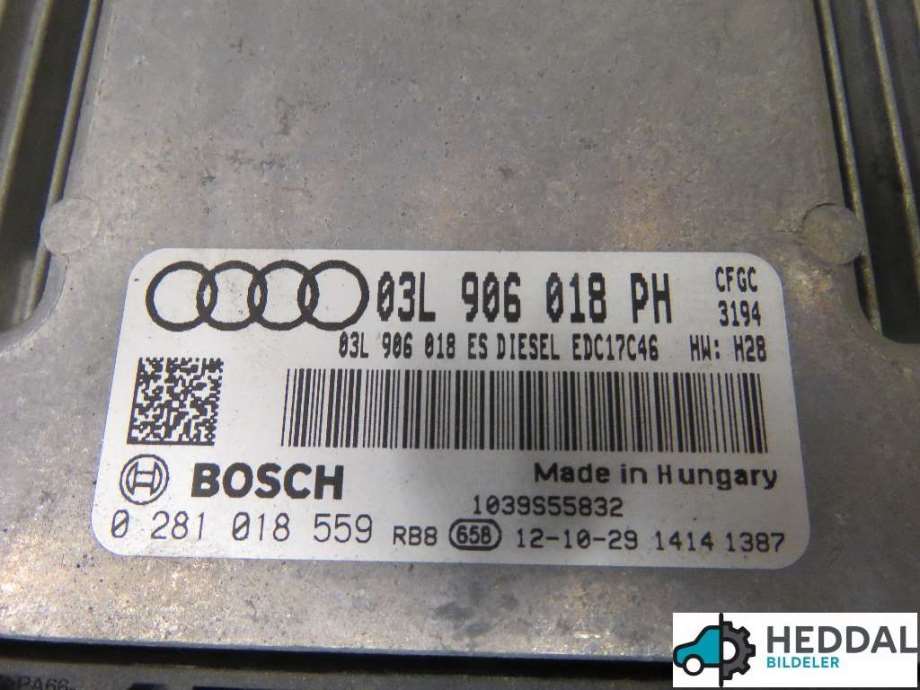 03L 906 018 PH CFGC
3194
03L 906 018 ES DIESEL EDC17C46 HW: H28
BOSCH Made in Hungary
1039S55832
0 281 018 559 RB8 658 12-10-29 1414 1387
>PA66-
HEDDAL
BILDELER